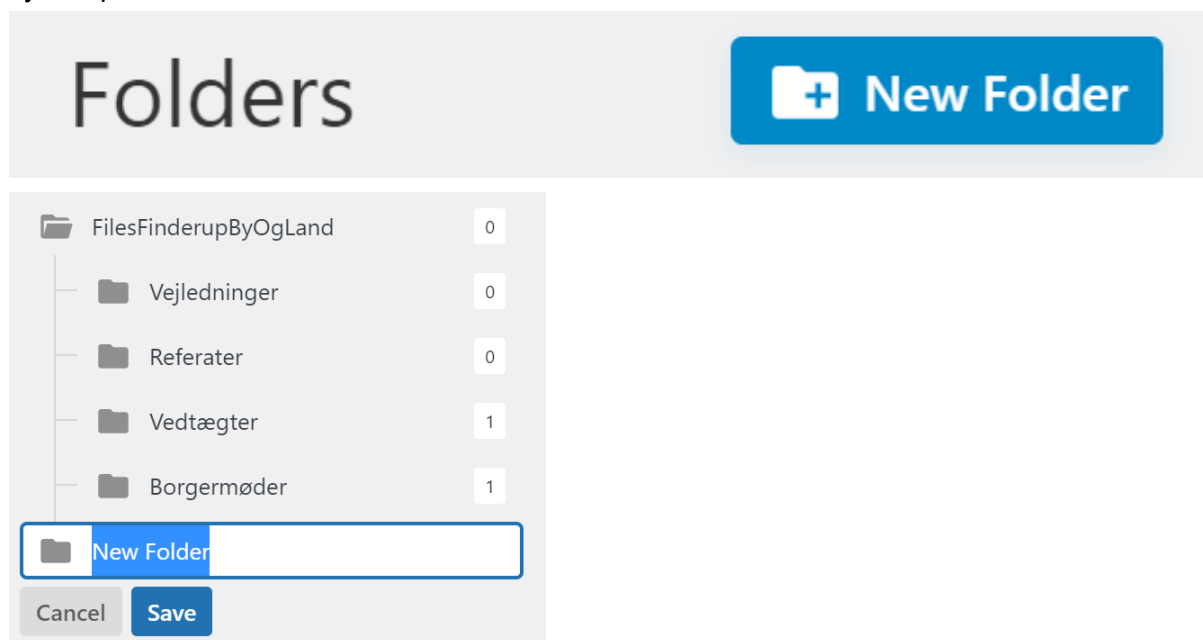 Folders New Folder
FilesFinderupByOgLand 0
Vejledninger 0
Referater 0
Vedtægter 1
Borgermøder 1
New Folder
Cancel Save